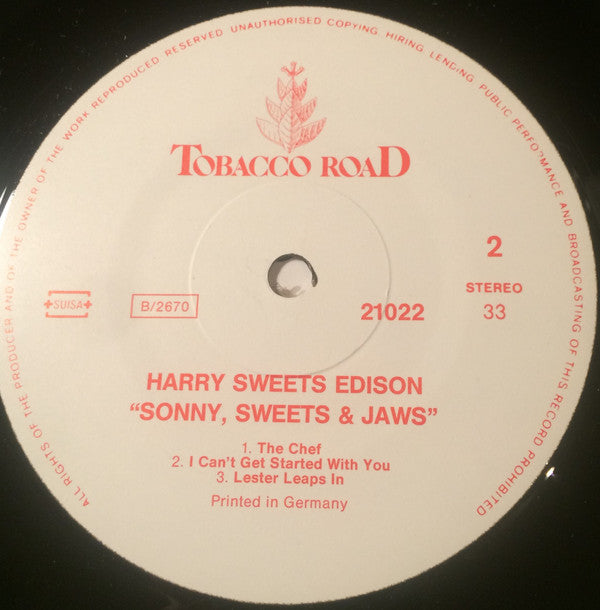 ALL RIGHTS OF THE PRODUCER AND OK THE OWNER OF THE WORK REPRODUCED RESERVED UNAUTHORISED COPYING, HIRING, LENDING, PUBLIC PERFORMANCE AND BROADCASTING OF THIS RECORD PROHIBITED
TOBACCO ROAD
2
STEREO
33
+SUISA+
B/2670
21022
HARRY SWEETS EDISON
“SONNY, SWEETS & JAWS”
1. The Chef
2. I Can't Get Started With You
3. Lester Leaps In
Printed in Germany